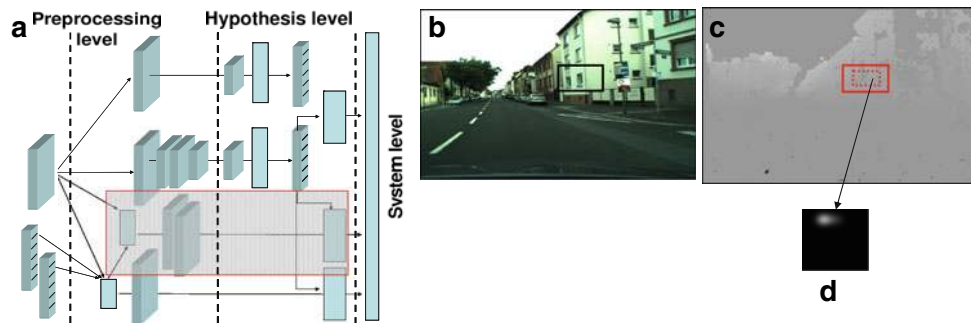 a
Preprocessing
level
Hypothesis level
System level
b
c
d